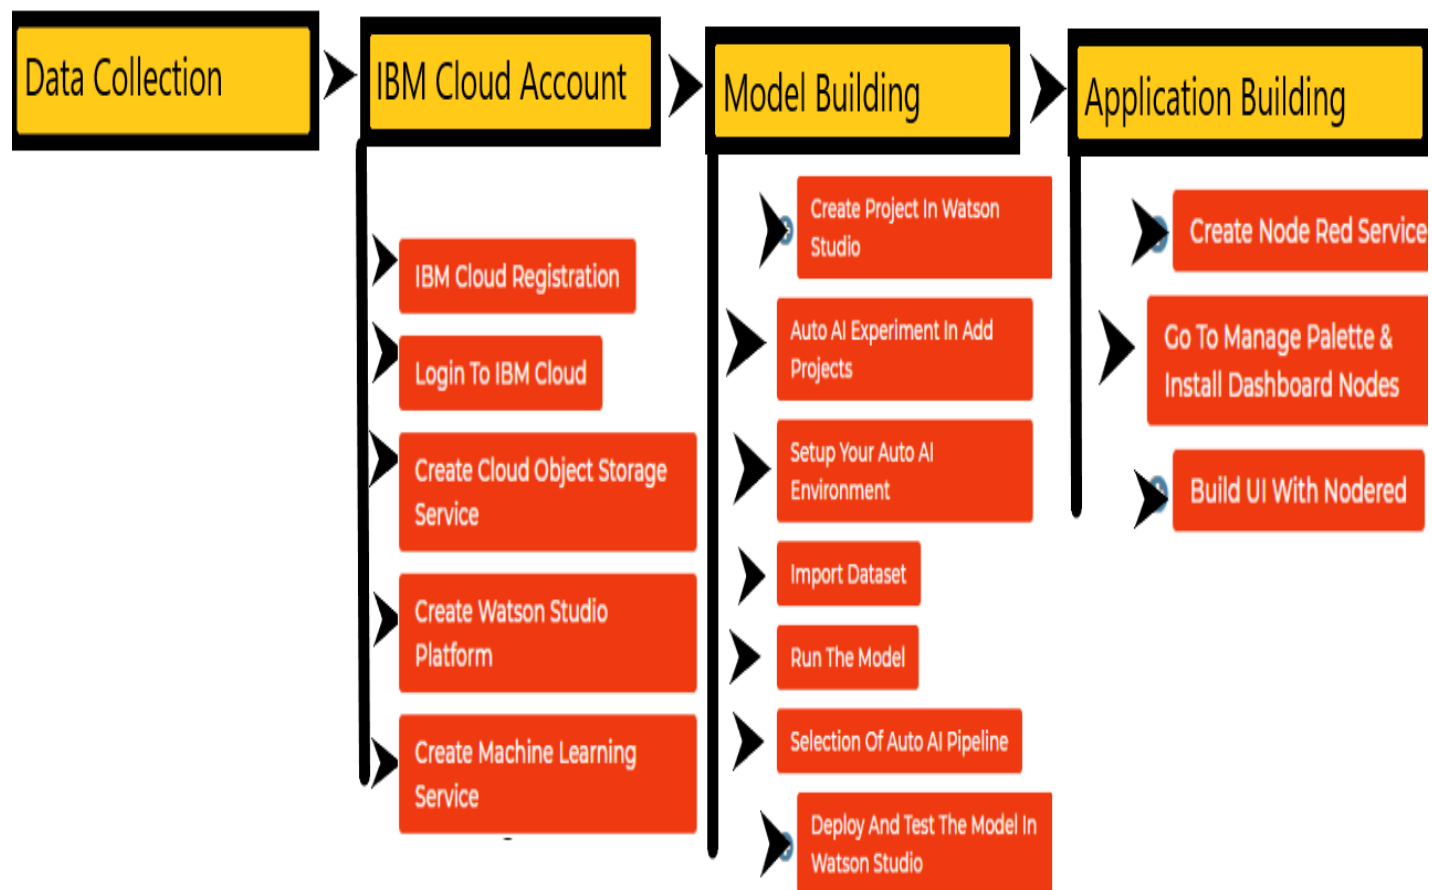 Data Collection
IBM Cloud Account
Model Building
Application Building
IBM Cloud Registration
Login To IBM Cloud
Create Cloud Object Storage
Service
Create Watson Studio
Platform
Create Machine Learning
Service
Create Project In Watson
Studio
Auto AI Experiment In Add
Projects
Setup Your Auto AI
Environment
Import Dataset
Run The Model
Selection Of Auto AI Pipeline
Deploy And Test The Model In
Watson Studio
Create Node Red Service
Go To Manage Palette &
Install Dashboard Nodes
Build UI With Nodered